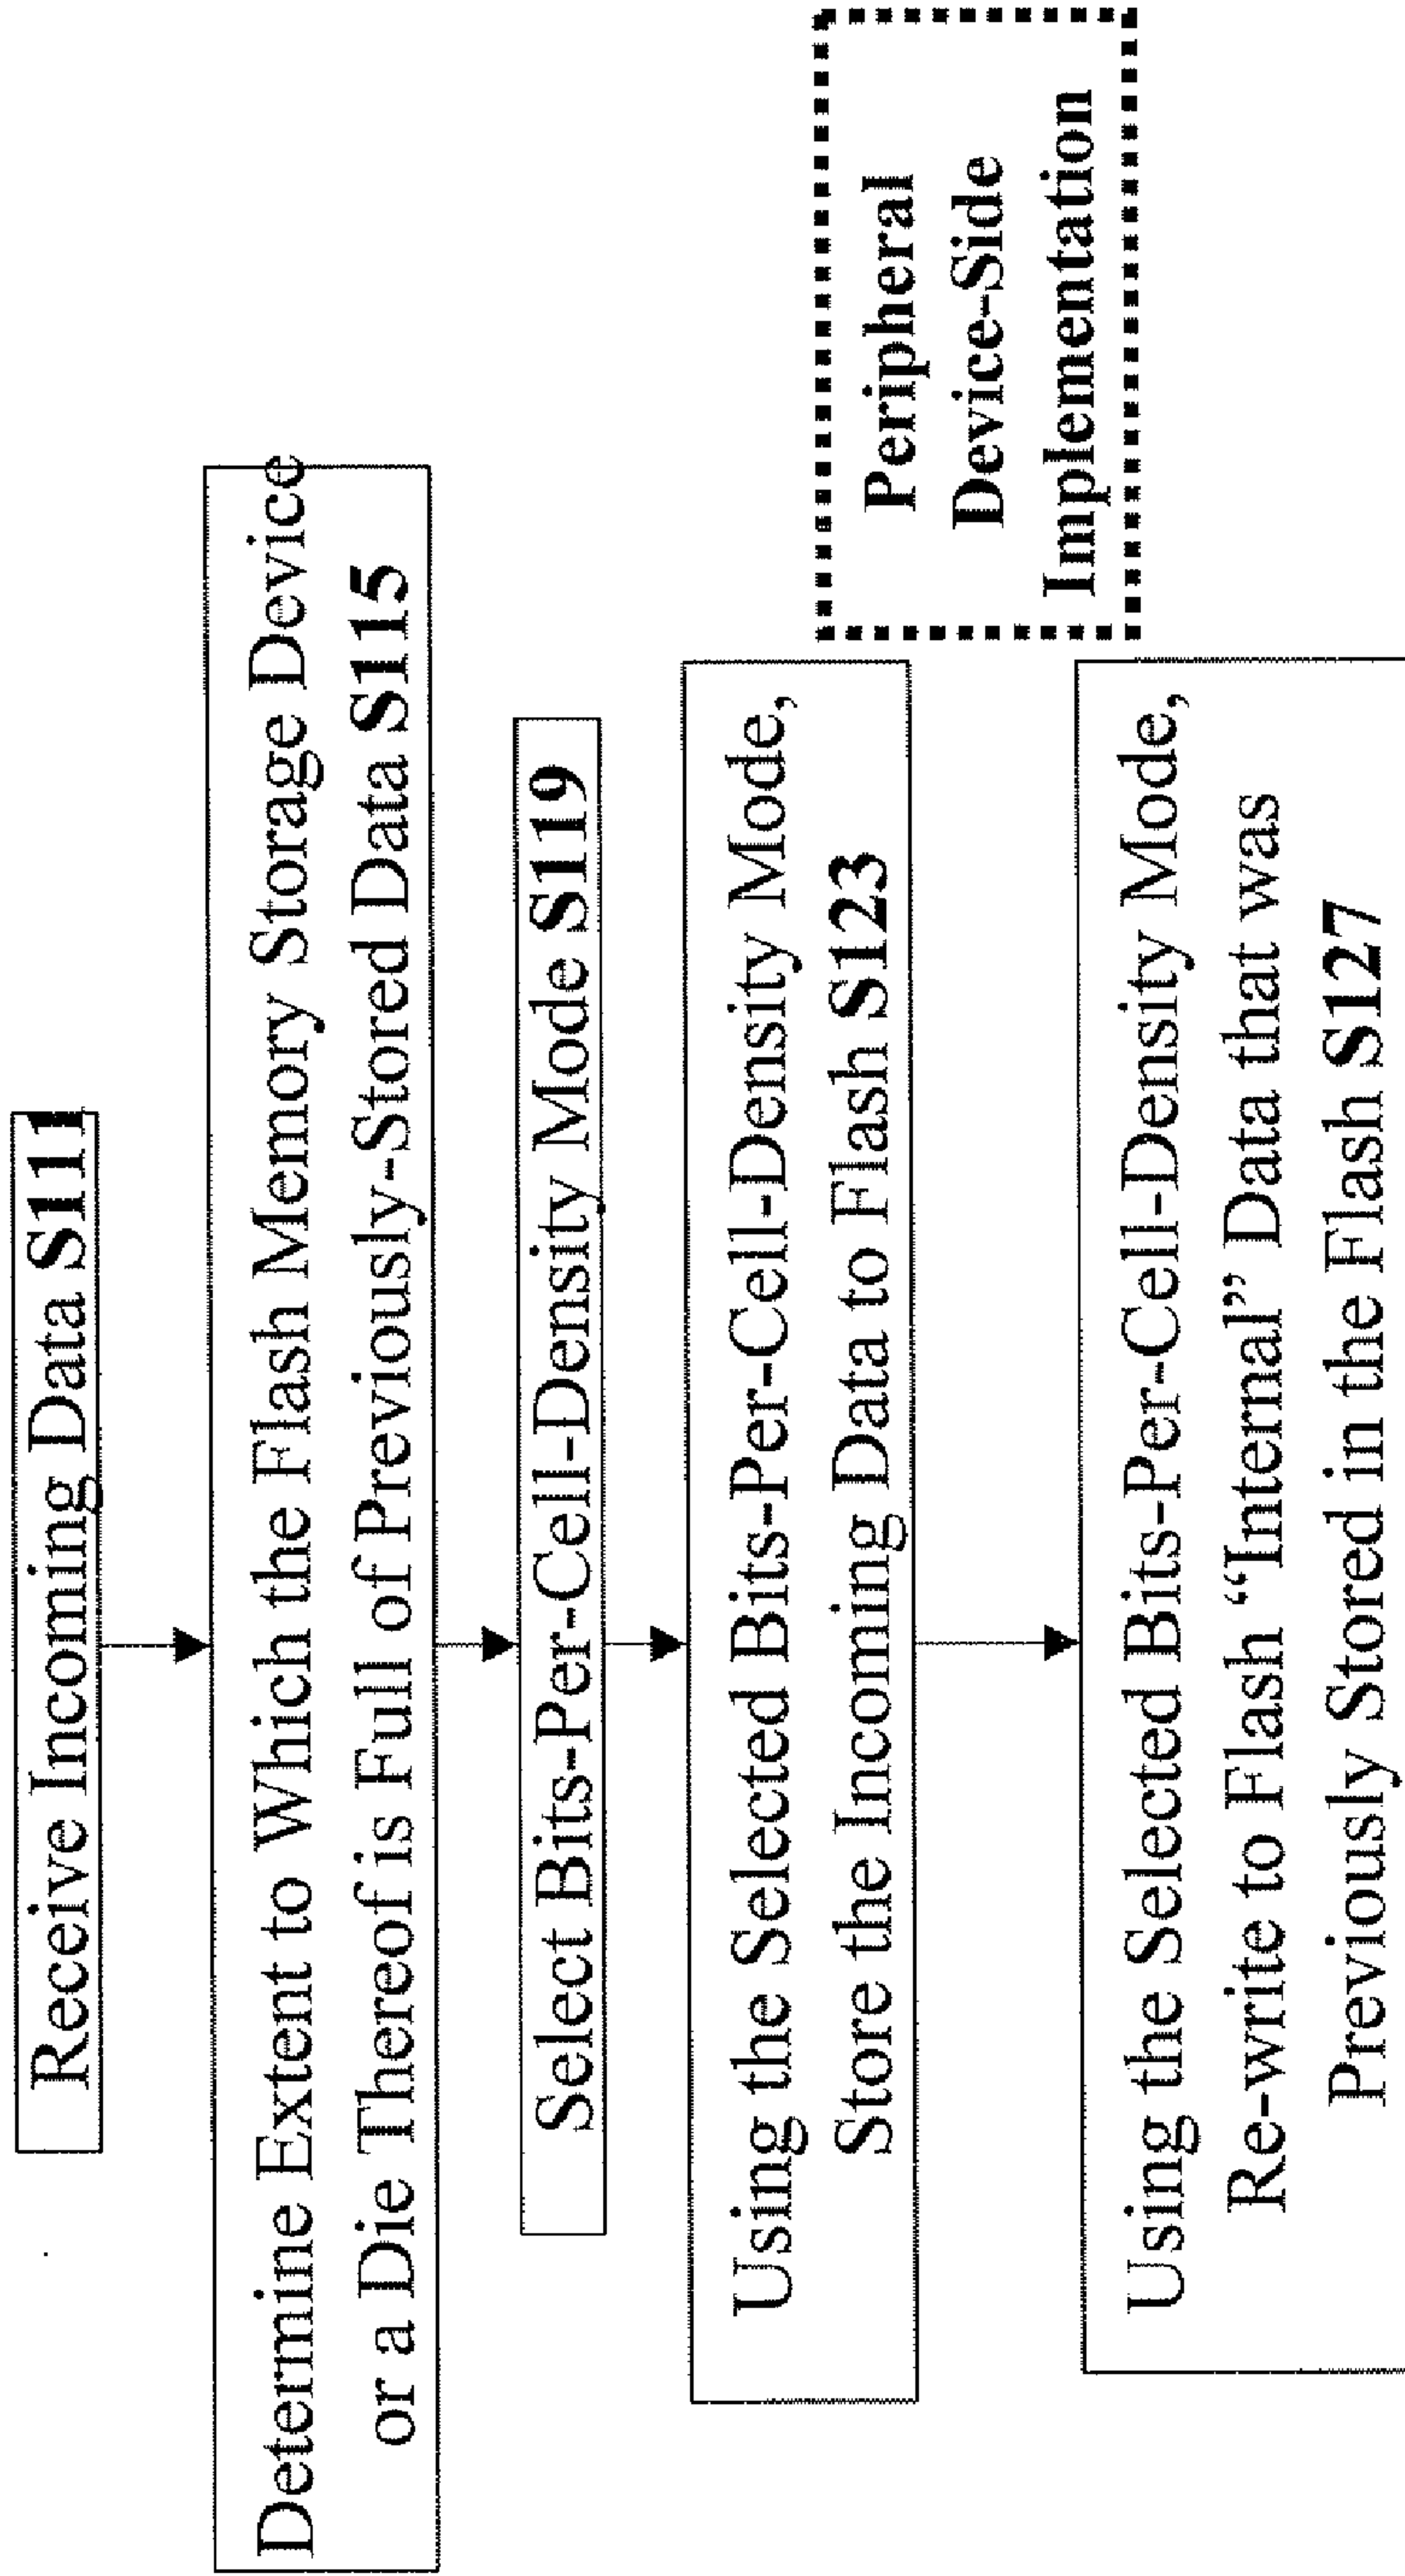 Receive Incoming Data S111
Determine Extent to Which the Flash Memory Storage Device
or a Die Thereof is Full of Previously-Stored Data S115
Select Bits-Per-Cell-Density Mode S119
Using the Selected Bits-Per-Cell-Density Mode,
Store the Incoming Data to Flash S123
Peripheral
Device-Side
Implementation
Using the Selected Bits-Per-Cell-Density Mode,
Re-write to Flash “Internal” Data that was
Previously Stored in the Flash S127